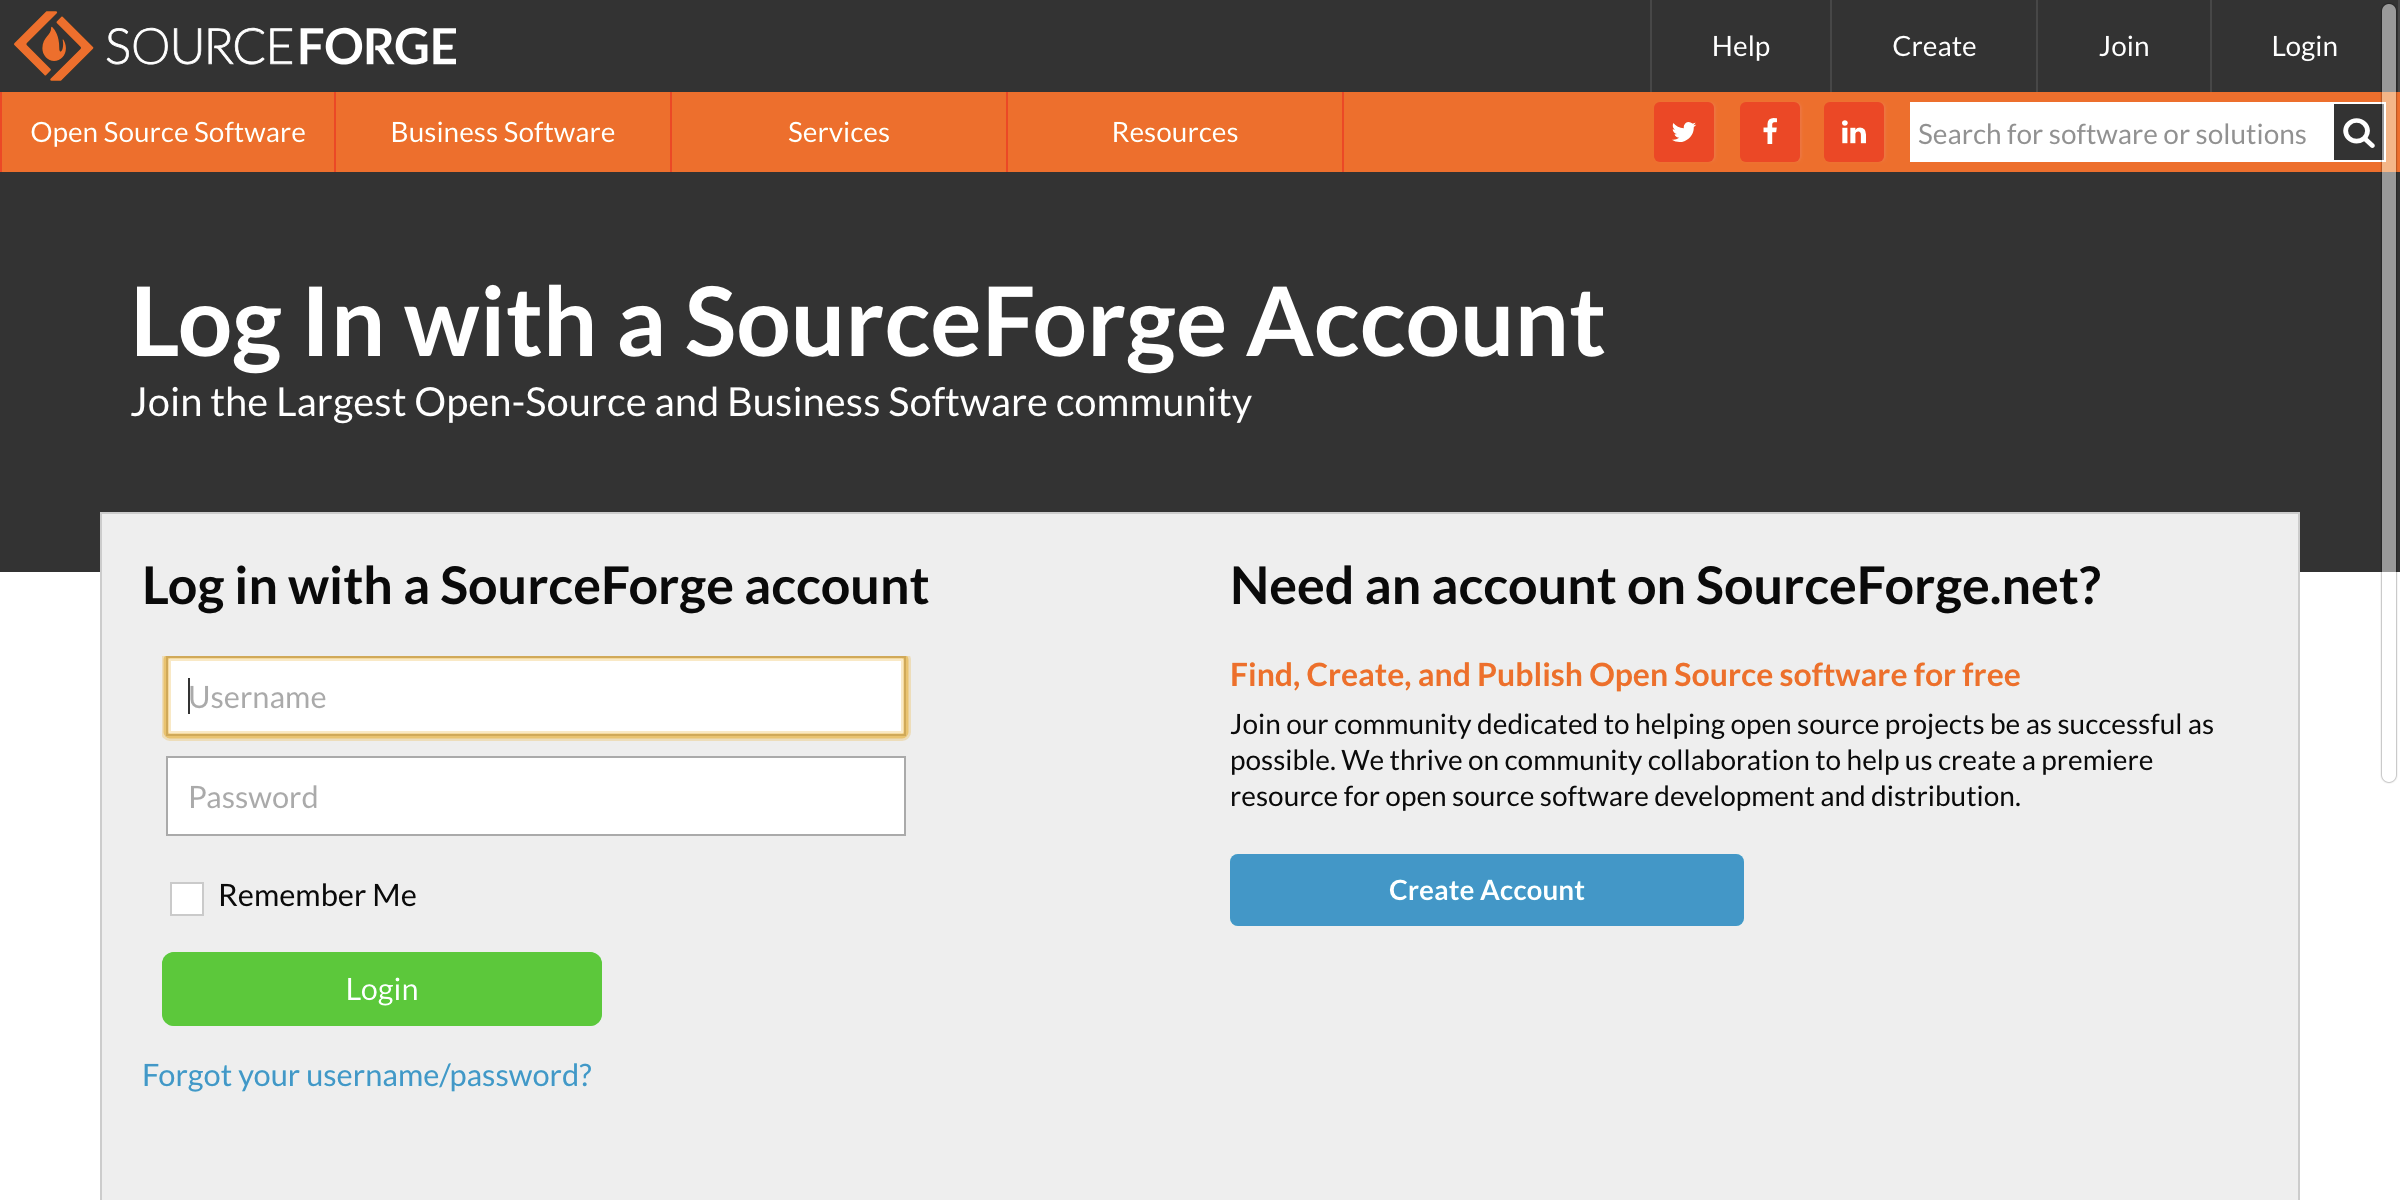 SOURCEFORGE
Help
Create
Join
Login
Open Source Software
Business Software
Services
Resources
Search for software or solutions
Log In with a SourceForge Account
Join the Largest Open-Source and Business Software community
Log in with a SourceForge account
Username
Password
Remember Me
Login
Forgot your username/password?
Need an account on SourceForge.net?
Find, Create, and Publish Open Source software for free
Join our community dedicated to helping open source projects be as successful as
possible. We thrive on community collaboration to help us create a premiere
resource for open source software development and distribution.
Create Account